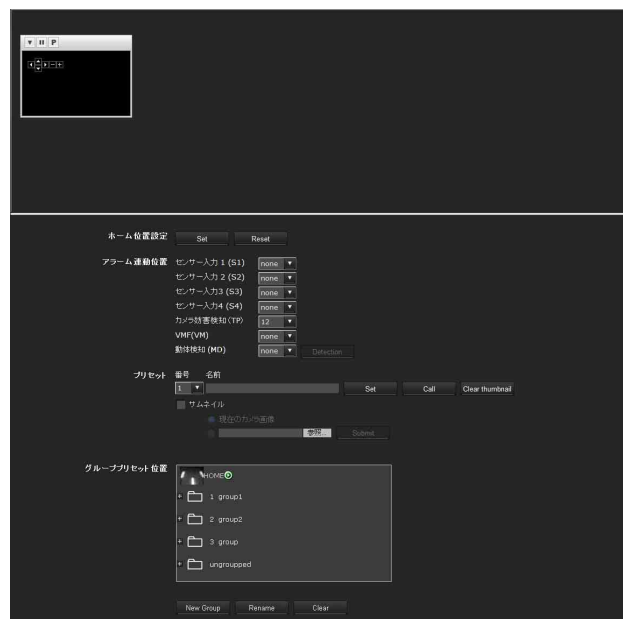 P
ホーム位置設定 Set Reset
アラーム連動位置 センサー入力 1 (S1) none
センサー入力 2 (S2) none
センサー入力3 (S3) none
センサー入力4 (S4) none
カメラ妨害検知(TP) 12
VMF(VM) none
動体検知 (MD) none Detection
プリセット 番号 名前
1 Set Call Clear thumbnail
サムネイル
現在のカメラ画像
参照... Submit
グループプリセット位置 HOME
1 group1
2 group2
3 group
ungroupped
New Group Rename Clear